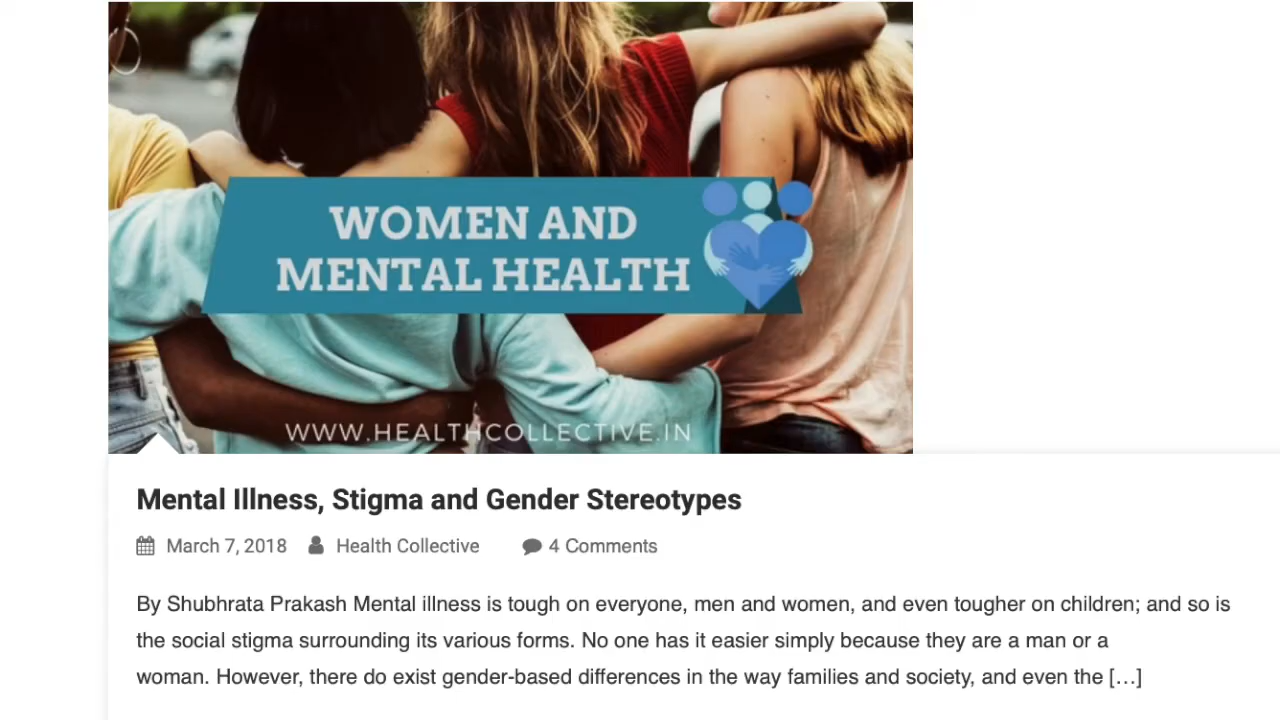 WOMEN AND
MENTAL HEALTH
WWW.HEALTHCOLLECTIVE.IN
Mental Illness, Stigma and Gender Stereotypes
March 7, 2018 Health Collective 4 Comments
By Shubhrata Prakash Mental illness is tough on everyone, men and women, and even tougher on children; and so is
the social stigma surrounding its various forms. No one has it easier simply because they are a man or a
woman. However, there do exist gender-based differences in the way families and society, and even the […]